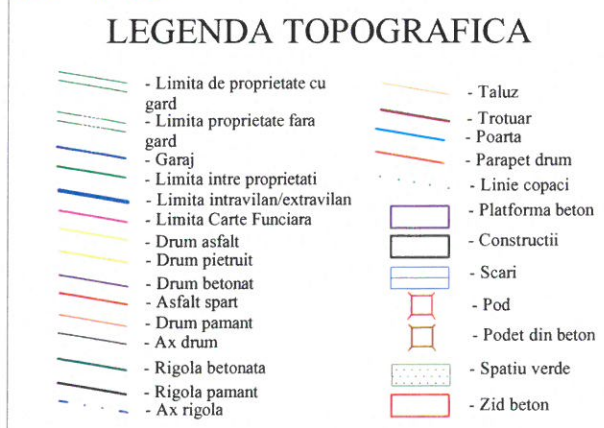 LEGENDA TOPOGRAFICA
- Limita de proprietate cu
gard
- Limita proprietate fara
gard
- Garaj
- Limita intre proprietati
- Limita intravilan/extravilan
- Limita Carte Funciara
- Drum asfalt
- Drum pietruit
- Drum betonat
- Asfalt spart
- Drum pamant
- Ax drum
- Rigola betonata
- Rigola pamant
- Ax rigola
- Taluz
- Trotuar
- Poarta
- Parapet drum
- Linie copaci
- Platforma beton
- Constructii
- Scari
- Pod
- Podet din beton
- Spatiu verde
- Zid beton